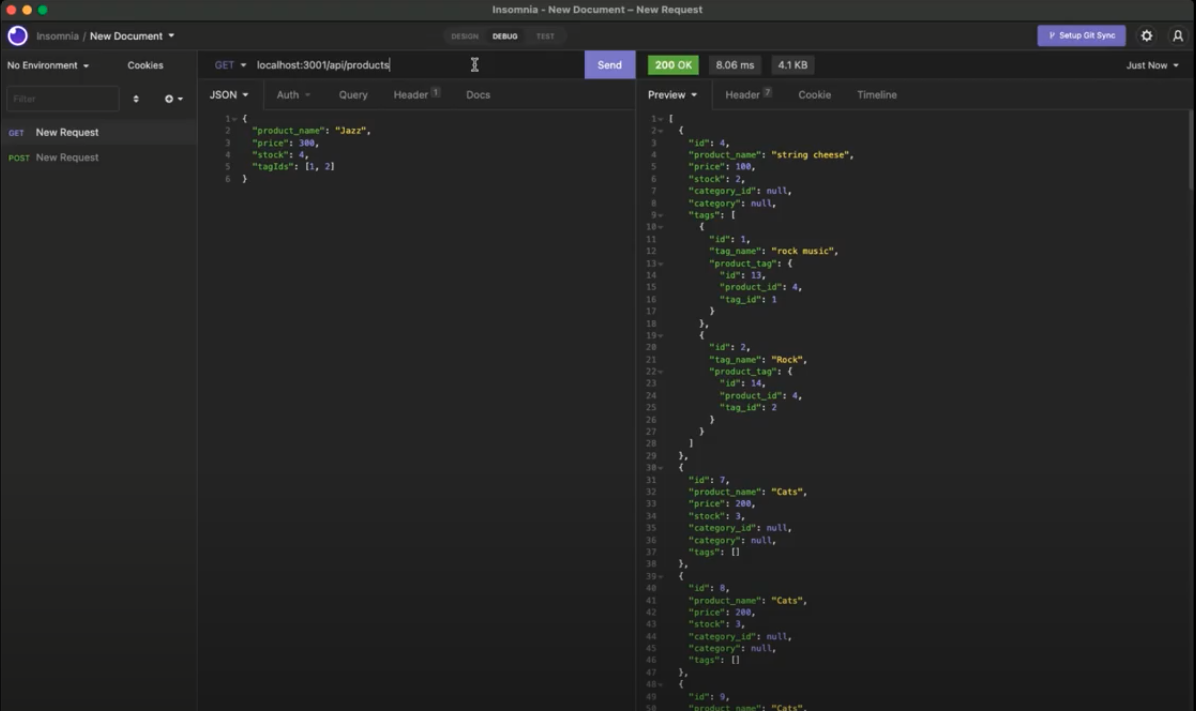 Insomnia - New Document – New Request
Insomnia / New Document
DESIGN DEBUG TEST
Setup Git Sync
No Environment Cookies
GET localhost:3001/api/products Send
200 OK 8.06 ms 4.1 KB Just Now
Filter
JSON Auth Query Header 1 Docs
Preview Header 7 Cookie Timeline
GET New Request
POST New Request
1 {
2 "product_name": "Jazz",
3 "price": 300,
4 "stock": 4,
5 "tagIds": [1, 2]
6 }
1 [
2 {
3 "id": 4,
4 "product_name": "string cheese",
5 "price": 100,
6 "stock": 2,
7 "category_id": null,
8 "category": null,
9 "tags": [
10 {
11 "id": 1,
12 "tag_name": "rock music",
13 "product_tag": {
14 "id": 13,
15 "product_id": 4,
16 "tag_id": 1
17 }
18 },
19 {
20 "id": 2,
21 "tag_name": "Rock",
22 "product_tag": {
23 "id": 14,
24 "product_id": 4,
25 "tag_id": 2
26 }
27 }
28 ]
29 },
30 {
31 "id": 7,
32 "product_name": "Cats",
33 "price": 200,
34 "stock": 3,
35 "category_id": null,
36 "category": null,
37 "tags": []
38 },
39 {
40 "id": 8,
41 "product_name": "Cats",
42 "price": 200,
43 "stock": 3,
44 "category_id": null,
45 "category": null,
46 "tags": []
47 },
48 {
49 "id": 9,
50 "product_name": "Cats",